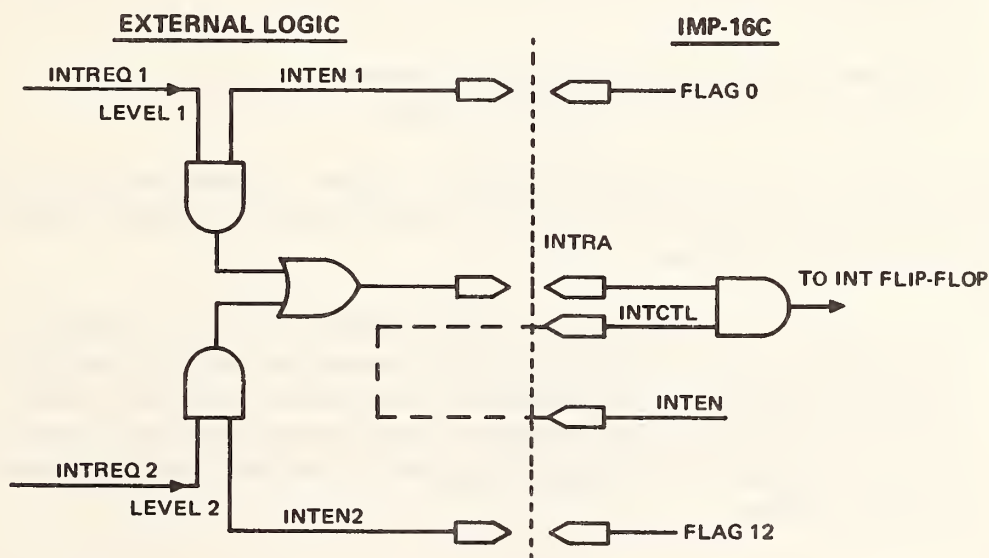 EXTERNAL LOGIC
IMP-16C
INTREQ 1
INTEN 1
FLAG 0
LEVEL 1
INTRA
TO INT FLIP-FLOP
INTCTL
INTEN
INTREQ 2
LEVEL 2
INTEN2
FLAG 12